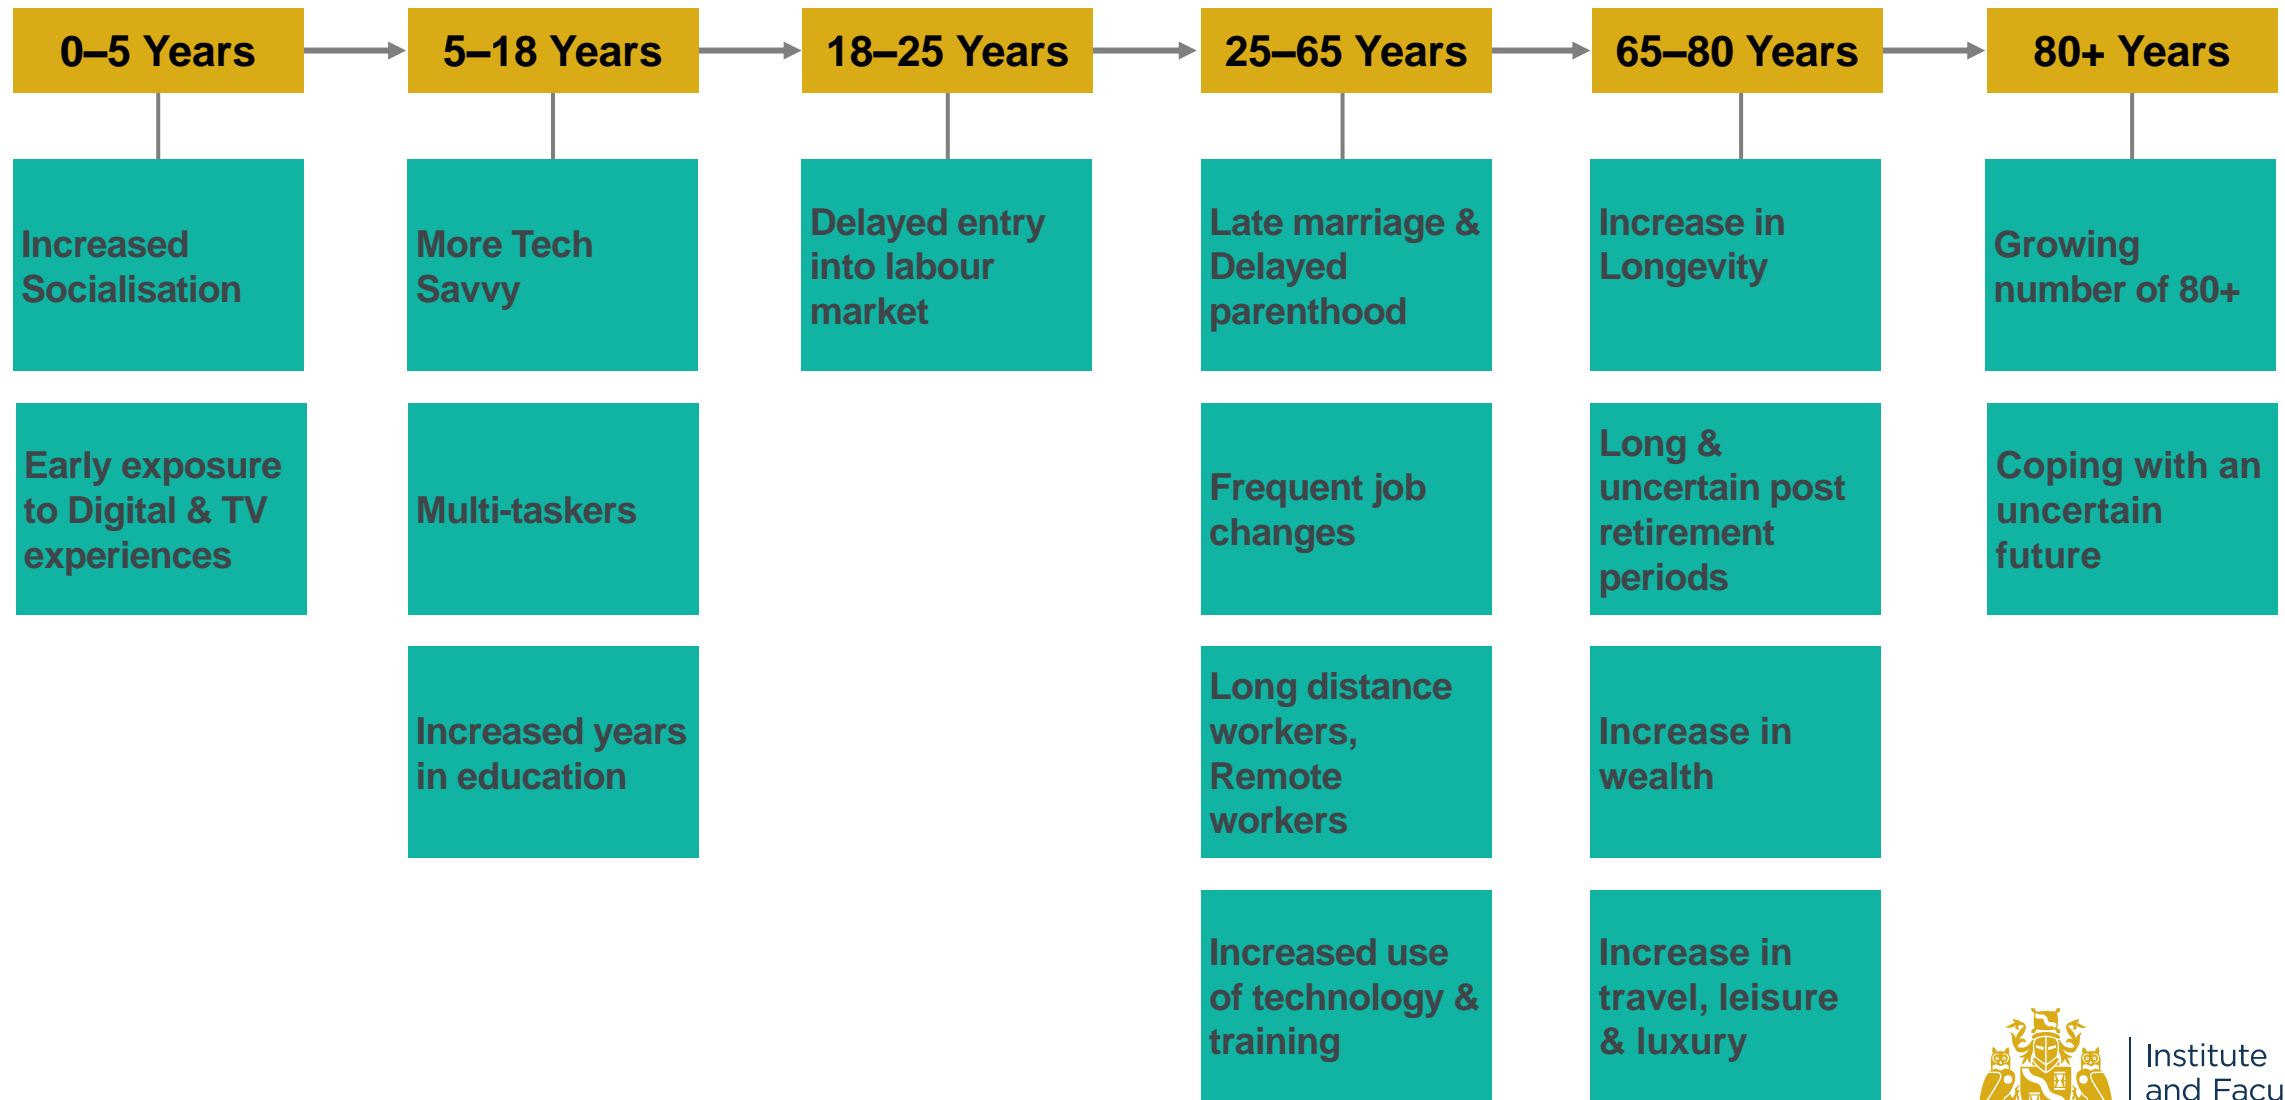 0–5 Years
5–18 Years
18–25 Years
25–65 Years
65–80 Years
80+ Years
Increased
Socialisation
More Tech
Savvy
Delayed entry
into labour
market
Late marriage &
Delayed
parenthood
Increase in
Longevity
Growing
number of 80+
Early exposure
to Digital & TV
experiences
Multi-taskers
Frequent job
changes
Long &
uncertain post
retirement
periods
Coping with an
uncertain
future
Increased years
in education
Long distance
workers,
Remote
workers
Increase in
wealth
Increased use
of technology &
training
Increase in
travel, leisure
& luxury
Institute
and Facu